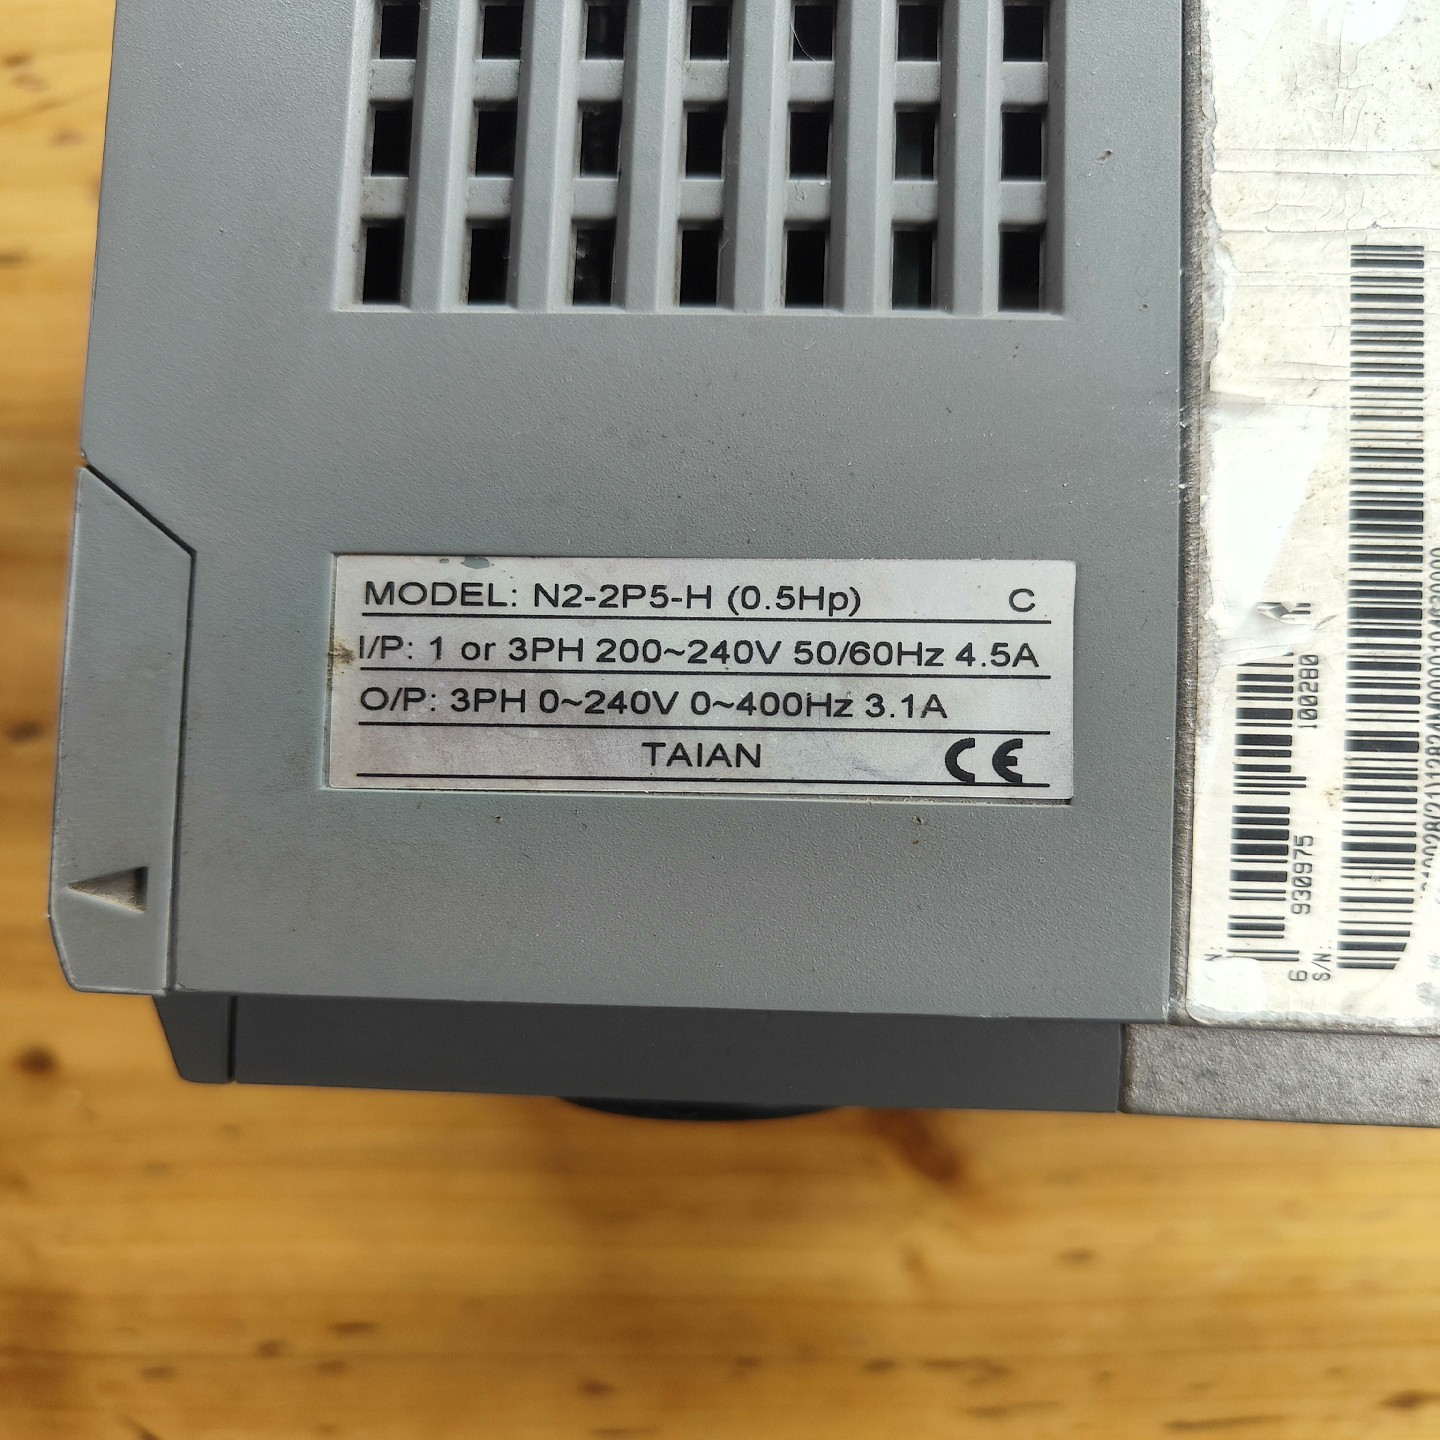 MODEL: N2-2P5-H (0.5Hp) C
I/P: 1 or 3PH 200~240V 50/60Hz 4.5A
O/P: 3PH 0~240V 0~400Hz 3.1A
TAIAN CE
6 930975 100280
S/N: